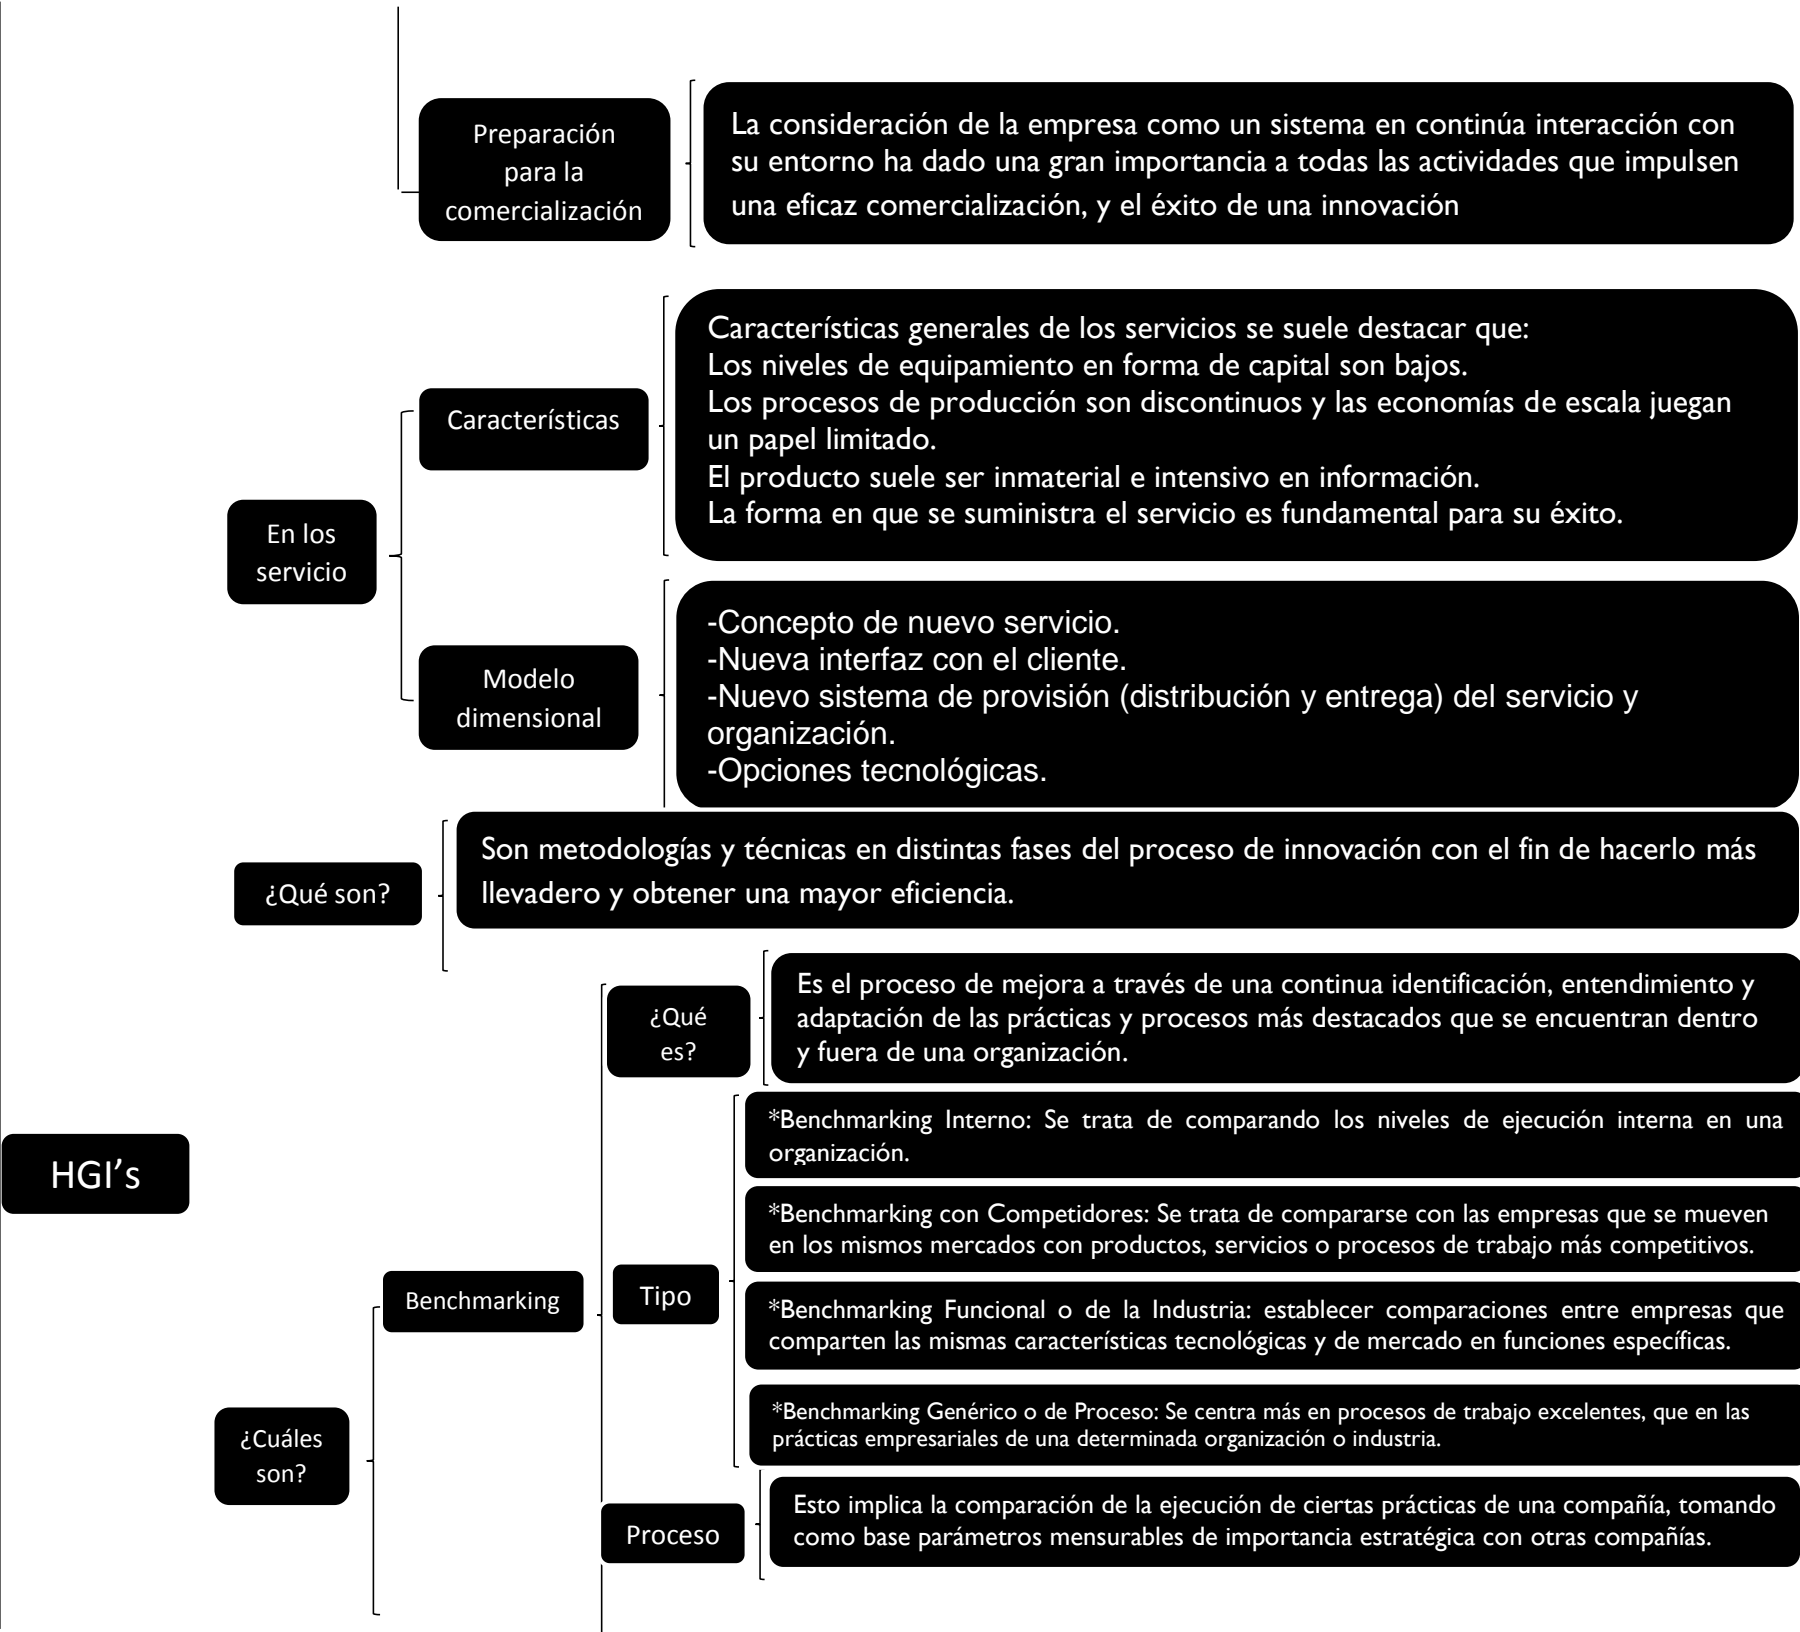 Preparación
para la
comercialización
La consideración de la empresa como un sistema en continúa interacción con
su entorno ha dado una gran importancia a todas las actividades que impulsen
una eficaz comercialización, y el éxito de una innovación
En los
servicio
Características
Características generales de los servicios se suele destacar que:
Los niveles de equipamiento en forma de capital son bajos.
Los procesos de producción son discontinuos y las economías de escala juegan
un papel limitado.
El producto suele ser inmaterial e intensivo en información.
La forma en que se suministra el servicio es fundamental para su éxito.
Modelo
dimensional
-Concepto de nuevo servicio.
-Nueva interfaz con el cliente.
-Nuevo sistema de provisión (distribución y entrega) del servicio y
organización.
-Opciones tecnológicas.
HGI’s
¿Qué son?
Son metodologías y técnicas en distintas fases del proceso de innovación con el fin de hacerlo más
llevadero y obtener una mayor eficiencia.
¿Cuáles
son?
Benchmarking
¿Qué
es?
Es el proceso de mejora a través de una continua identificación, entendimiento y
adaptación de las prácticas y procesos más destacados que se encuentran dentro
y fuera de una organización.
Tipo
*Benchmarking Interno: Se trata de comparando los niveles de ejecución interna en una
organización.
*Benchmarking con Competidores: Se trata de compararse con las empresas que se mueven
en los mismos mercados con productos, servicios o procesos de trabajo más competitivos.
*Benchmarking Funcional o de la Industria: establecer comparaciones entre empresas que
comparten las mismas características tecnológicas y de mercado en funciones específicas.
*Benchmarking Genérico o de Proceso: Se centra más en procesos de trabajo excelentes, que en las
prácticas empresariales de una determinada organización o industria.
Proceso
Esto implica la comparación de la ejecución de ciertas prácticas de una compañía, tomando
como base parámetros mensurables de importancia estratégica con otras compañías.